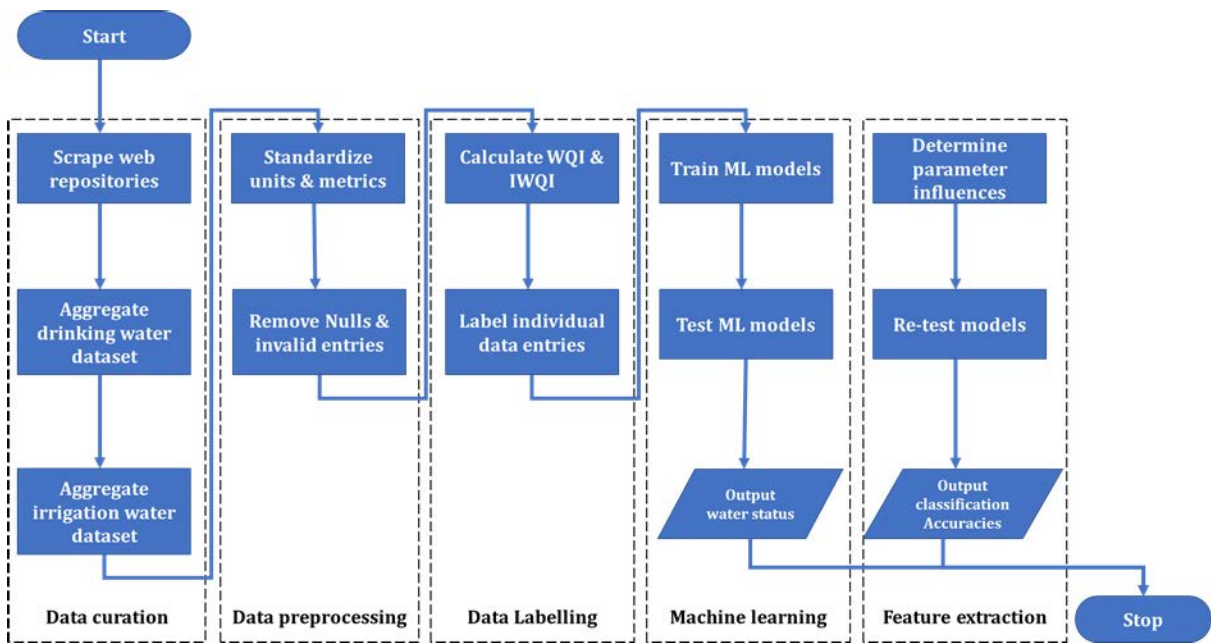 Start
Scrape web
repositories
Aggregate
drinking water
dataset
Aggregate
irrigation water
dataset
Data curation
Standardize
units & metrics
Remove Nulls &
invalid entries
Data preprocessing
Calculate WQI &
IWQI
Label individual
data entries
Data Labelling
Train ML models
Test ML models
Output
water status
Machine learning
Determine
parameter
influences
Re-test models
Output
classification
Accuracies
Feature extraction
Stop